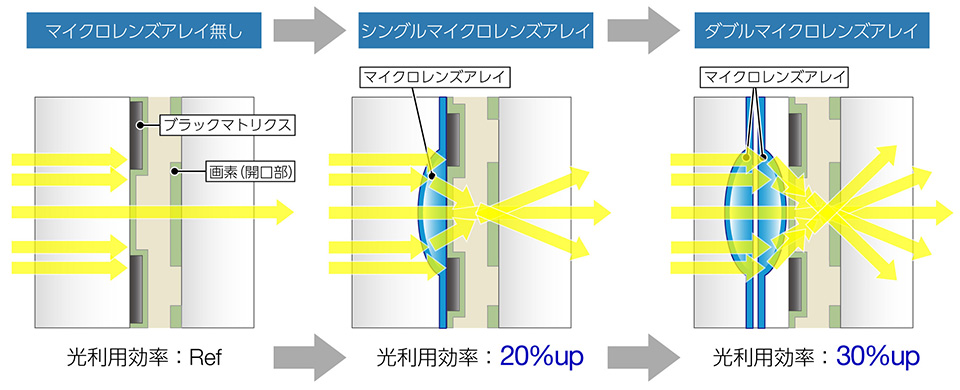 マイクロレンズアレイ無し
シングルマイクロレンズアレイ
ダブルマイクロレンズアレイ
マイクロレンズアレイ
マイクロレンズアレイ
ブラックマトリクス
画素(開口部)
光利用効率：Ref
光利用効率：20%up
光利用効率：30%up